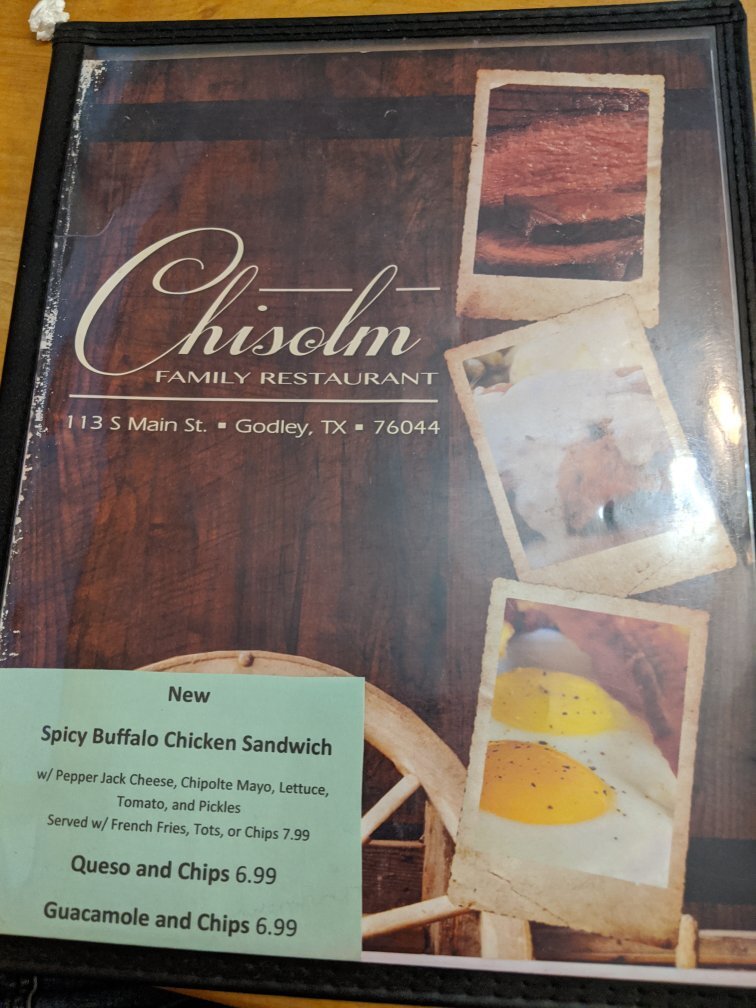 Chisolm
FAMILY RESTAURANT
113 S Main St. ▪ Godley, TX ▪ 76044
New
Spicy Buffalo Chicken Sandwich
w/ Pepper Jack Cheese, Chipolte Mayo, Lettuce,
Tomato, and Pickles
Served w/ French Fries, Tots, or Chips 7.99
Queso and Chips 6.99
Guacamole and Chips 6.99